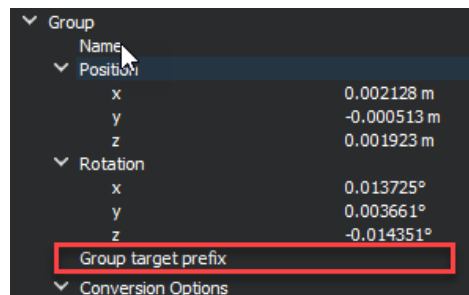 Group
Name
Position
x 0.002128 m
y -0.000513 m
z 0.001923 m
Rotation
x 0.013725°
y 0.003661°
z -0.014351°
Group target prefix
Conversion Options